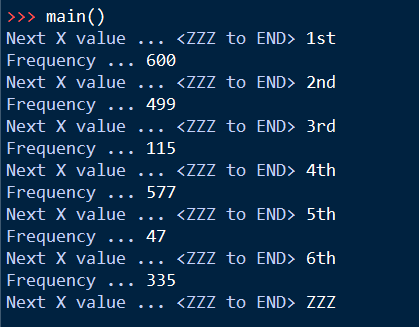 >>> main()
Next X value ... <ZZZ to END> 1st
Frequency ... 600
Next X value ... <ZZZ to END> 2nd
Frequency ... 499
Next X value ... <ZZZ to END> 3rd
Frequency ... 115
Next X value ... <ZZZ to END> 4th
Frequency ... 577
Next X value ... <ZZZ to END> 5th
Frequency ... 47
Next X value ... <ZZZ to END> 6th
Frequency ... 335
Next X value ... <ZZZ to END> ZZZ